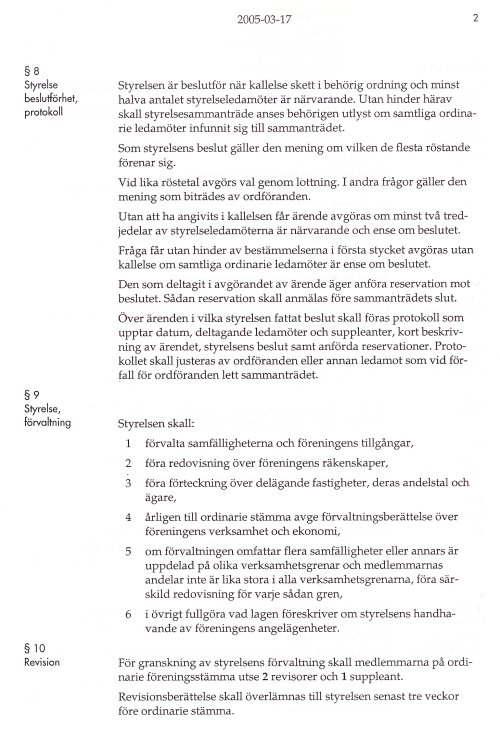 2005-03-17 2
§ 8
Styrelse
beslutförhet,
protokoll
Styrelsen är beslutför när kallelse skett i behörig ordning och minst
halva antalet styrelseledamöter är närvarande. Utan hinder härav
skall styrelsesammanträde anses behörigen utlyst om samtliga ordina-
rie ledamöter infunnit sig till sammanträdet.
Som styrelsens beslut gäller den mening om vilken de flesta röstande
förenar sig.
Vid lika röstetal avgörs val genom lottning. I andra frågor gäller den
mening som biträdes av ordföranden.
Utan att ha angivits i kallelsen får ärende avgöras om minst två tred-
jedelar av styrelseledamöterna är närvarande och ense om beslutet.
Fråga får utan hinder av bestämmelserna i första stycket avgöras utan
kallelse om samtliga ordinarie ledamöter är ense om beslutet.
Den som deltagit i avgörandet av ärende äger anföra reservation mot
beslutet. Sådan reservation skall anmälas före sammanträdets slut.
Över ärenden i vilka styrelsen fattat beslut skall föras protokoll som
upptar datum, deltagande ledamöter och suppleanter, kort beskriv-
ning av ärendet, styrelsens beslut samt anförda reservationer. Proto-
kollet skall justeras av ordföranden eller annan ledamot som vid för-
fall för ordföranden lett sammanträdet.
§ 9
Styrelse,
förvaltning
Styrelsen skall:
1 förvalta samfälligheterna och föreningens tillgångar,
2 föra redovisning över föreningens räkenskaper,
3 föra förteckning över delägande fastigheter, deras andelstal och
ägare,
4 årligen till ordinarie stämma avge förvaltningsberättelse över
föreningens verksamhet och ekonomi,
5 om förvaltningen omfattar flera samfälligheter eller annars är
uppdelad på olika verksamhetsgrenar och medlemmarnas
andelar inte är lika stora i alla verksamhetsgrenarna, föra sär-
skild redovisning för varje sådan gren,
6 i övrigt fullgöra vad lagen föreskriver om styrelsens handha-
vande av föreningens angelägenheter.
§ 10
Revision
För granskning av styrelsens förvaltning skall medlemmarna på ordi-
narie föreningsstämma utse 2 revisorer och 1 suppleant.
Revisionsberättelse skall överlämnas till styrelsen senast tre veckor
före ordinarie stämma.